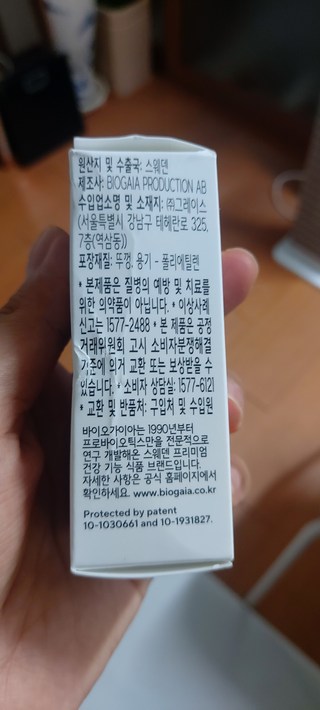 원산지 및 수출국: 스웨덴
제조사: BIOGAIA PRODUCTION AB
수입업소명 및 소재지: ㈜그레이스
(서울특별시 강남구 테헤란로 325,
7층(역삼동))
포장재질: 뚜껑, 용기 - 폴리에틸렌
* 본제품은 질병의 예방 및 치료를
위한 의약품이 아닙니다. * 이상사례
신고는 1577-2488 * 본 제품은 공정
거래위원회 고시 소비자분쟁해결
기준에 의거 교환 또는 보상받을 수
있습니다. * 소비자 상담실: 1577-6121
* 교환 및 반품처: 구입처 및 수입원
바이오가이아는 1990년부터
프로바이오틱스만을 전문적으로
연구 개발해온 스웨덴 프리미엄
건강 기능 식품 브랜드입니다.
자세한 사항은 공식 홈페이지에서
확인하세요. www.biogaia.co.kr
Protected by patent
10-1030661 and 10-1931827.